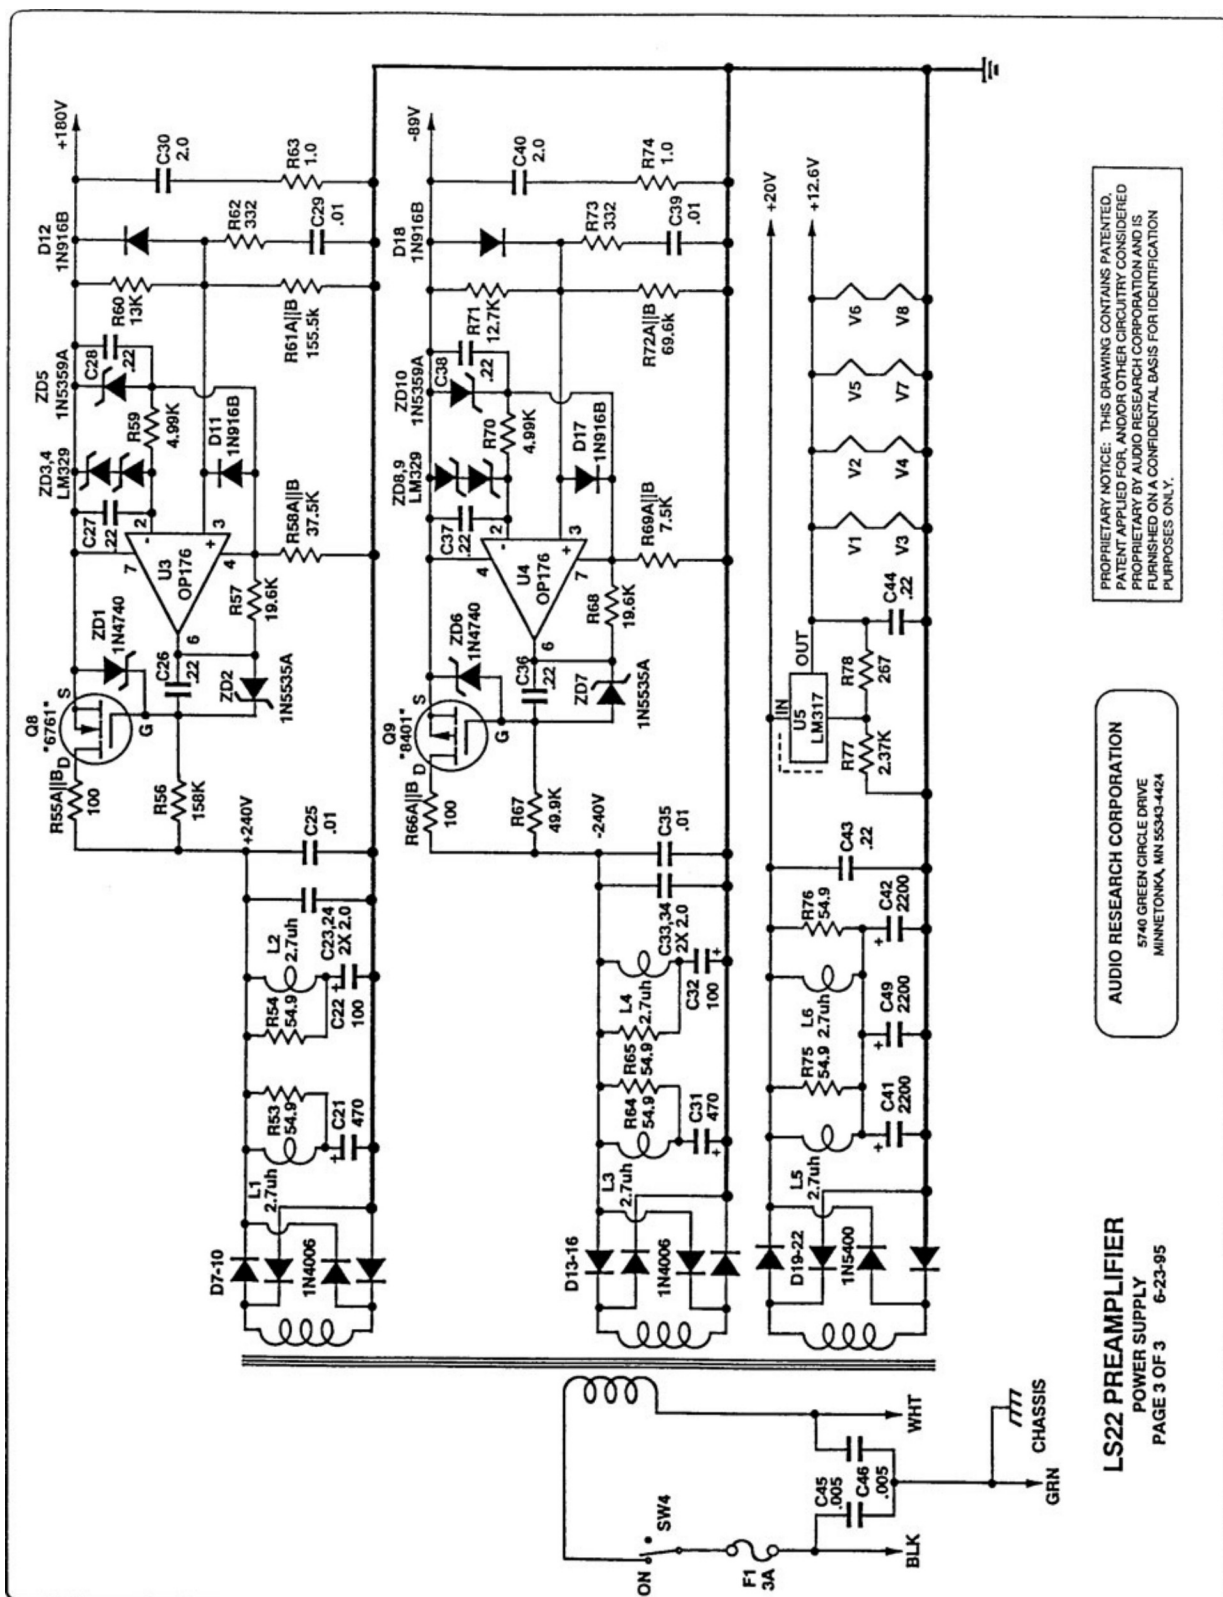 +180V
D12
1N916B
C30
2.0
R63
1.0
R62
332
C29
.01
R60
13K
R61A||B
155.5k
ZD5
1N5359A
C28
.22
R59
4.99K
D11
1N916B
ZD3,4
LM329
C27
.22
2
-
3
+
7
4
6
U3
OP176
R58A||B
37.5K
R57
19.6K
ZD1
1N4740
C26
.22
ZD2
1N5535A
Q8
"6761"
S
G
D
R55A||B
100
R56
158K
+240V
C25
.01
C23,24
2X 2.0
L2
2.7uh
R54
54.9
C22
100
+
R53
54.9
C21
470
+
L1
2.7uh
D7-10
1N4006
-89V
D18
1N916B
C40
2.0
R74
1.0
R73
332
C39
.01
R71
12.7K
R72A||B
69.6k
ZD10
1N5359A
C38
.22
R70
4.99K
D17
1N916B
ZD8,9
LM329
C37
.22
2
-
3
+
4
7
6
U4
OP176
R69A||B
7.5K
R68
19.6K
ZD6
1N4740
C36
.22
ZD7
1N5535A
Q9
"8401"
S
G
D
R66A||B
100
R67
49.9K
-240V
C35
.01
C33,34
2X 2.0
L4
2.7uh
R65
54.9
C32
100
+
R64
54.9
C31
470
+
L3
2.7uh
D13-16
1N4006
+20V
+12.6V
V6
V8
V5
V7
V2
V4
V1
V3
C44
.22
OUT
IN
U5
LM317
R78
267
R77
2.37K
C43
.22
R76
54.9
C42
2200
+
L6
2.7uh
C49
2200
+
R75
54.9
C41
2200
+
L5
2.7uh
D19-22
1N5400
ON
SW4
F1
3A
BLK
C45
.005
C46
.005
WHT
GRN
CHASSIS
PROPRIETARY NOTICE: THIS DRAWING CONTAINS PATENTED,
PATENT APPLIED FOR, AND/OR OTHER CIRCUITRY CONSIDERED
PROPRIETARY BY AUDIO RESEARCH CORPORATION AND IS
FURNISHED ON A CONFIDENTAL BASIS FOR IDENTIFICATION
PURPOSES ONLY.
AUDIO RESEARCH CORPORATION
5740 GREEN CIRCLE DRIVE
MINNETONKA, MN 55343-4424
LS22 PREAMPLIFIER
POWER SUPPLY
PAGE 3 OF 3 6-23-95